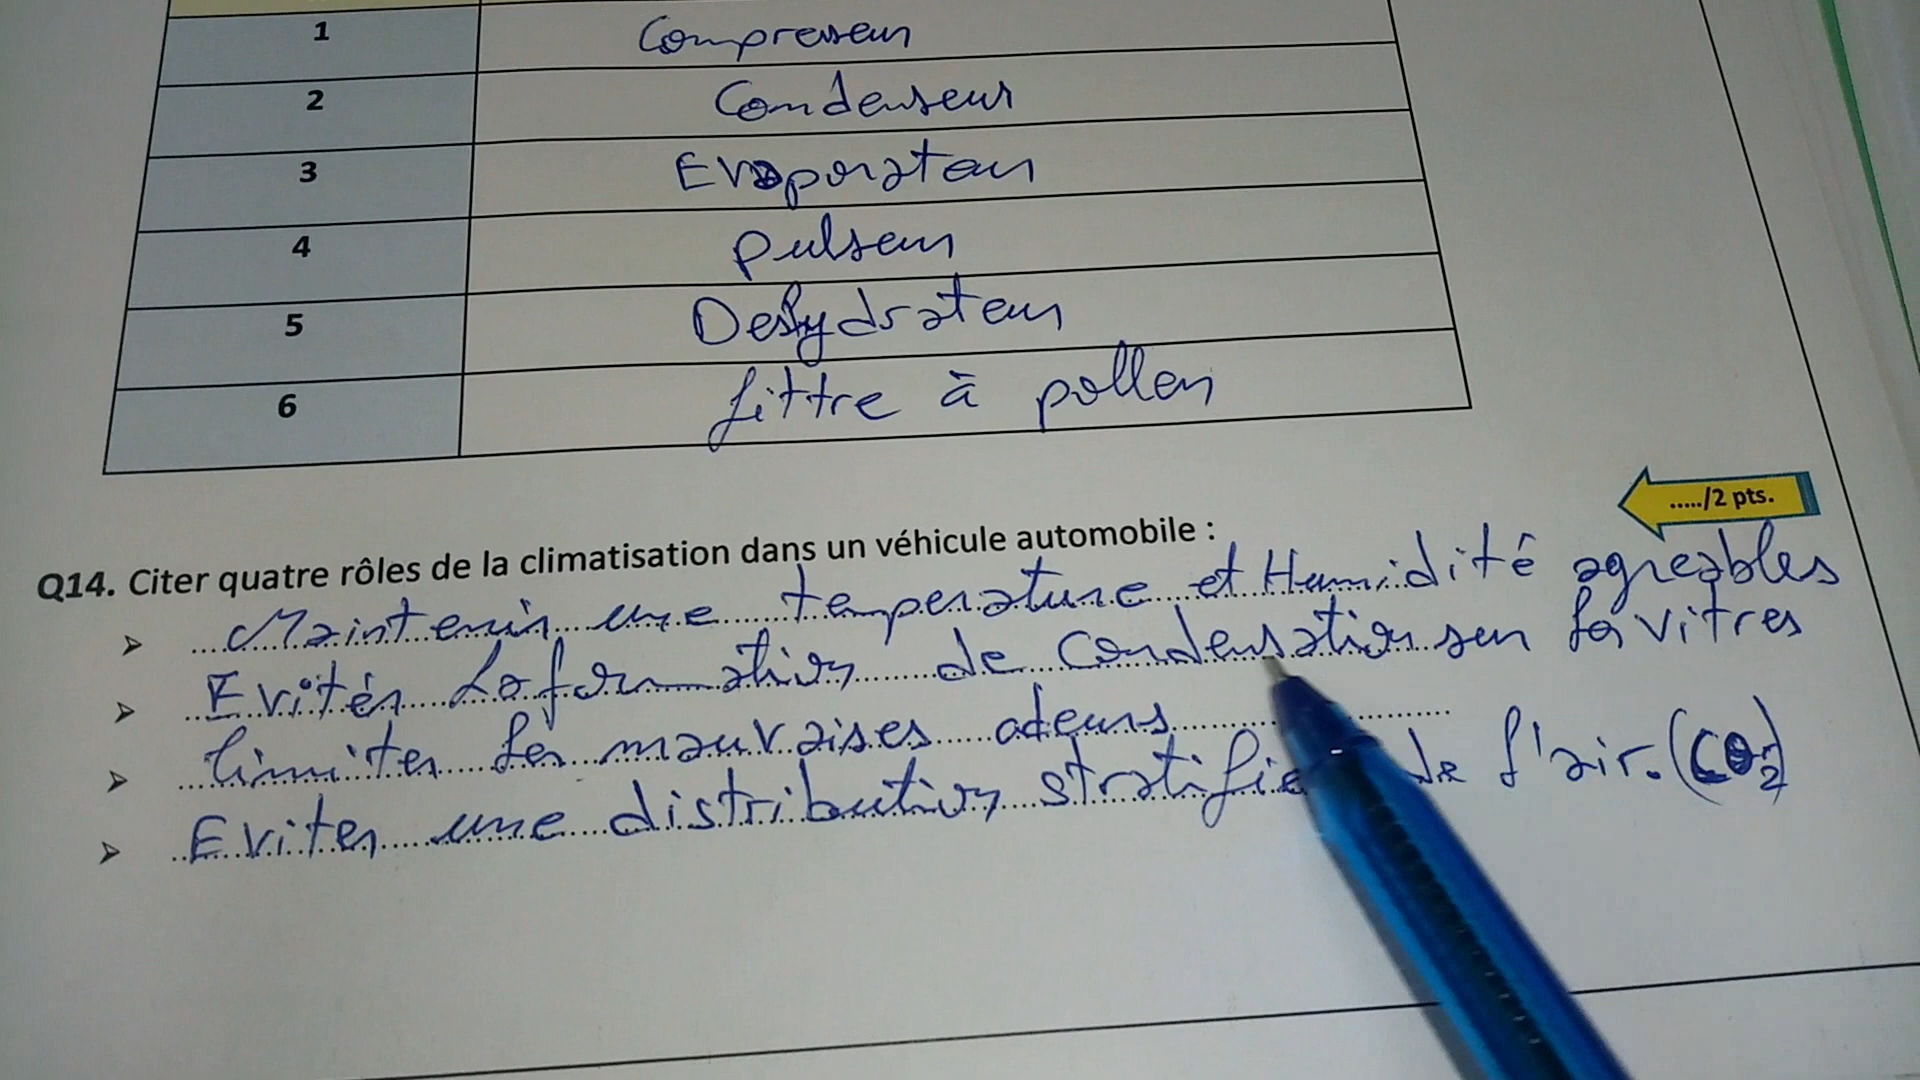 1 Compresseur
2 Condenseur
3 Evaporateur
4 pulseur
5 Deshydrateur
6 filtre à pollen
...../2 pts.
Q14. Citer quatre rôles de la climatisation dans un véhicule automobile :
➢ Maintenir une temperature et Humidité agreables
➢ Evitér la formation de condensation sur les vitres
➢ limiter les mauvaises odeurs
➢ Eviter une distribution stratifie de l'air. (CO2)